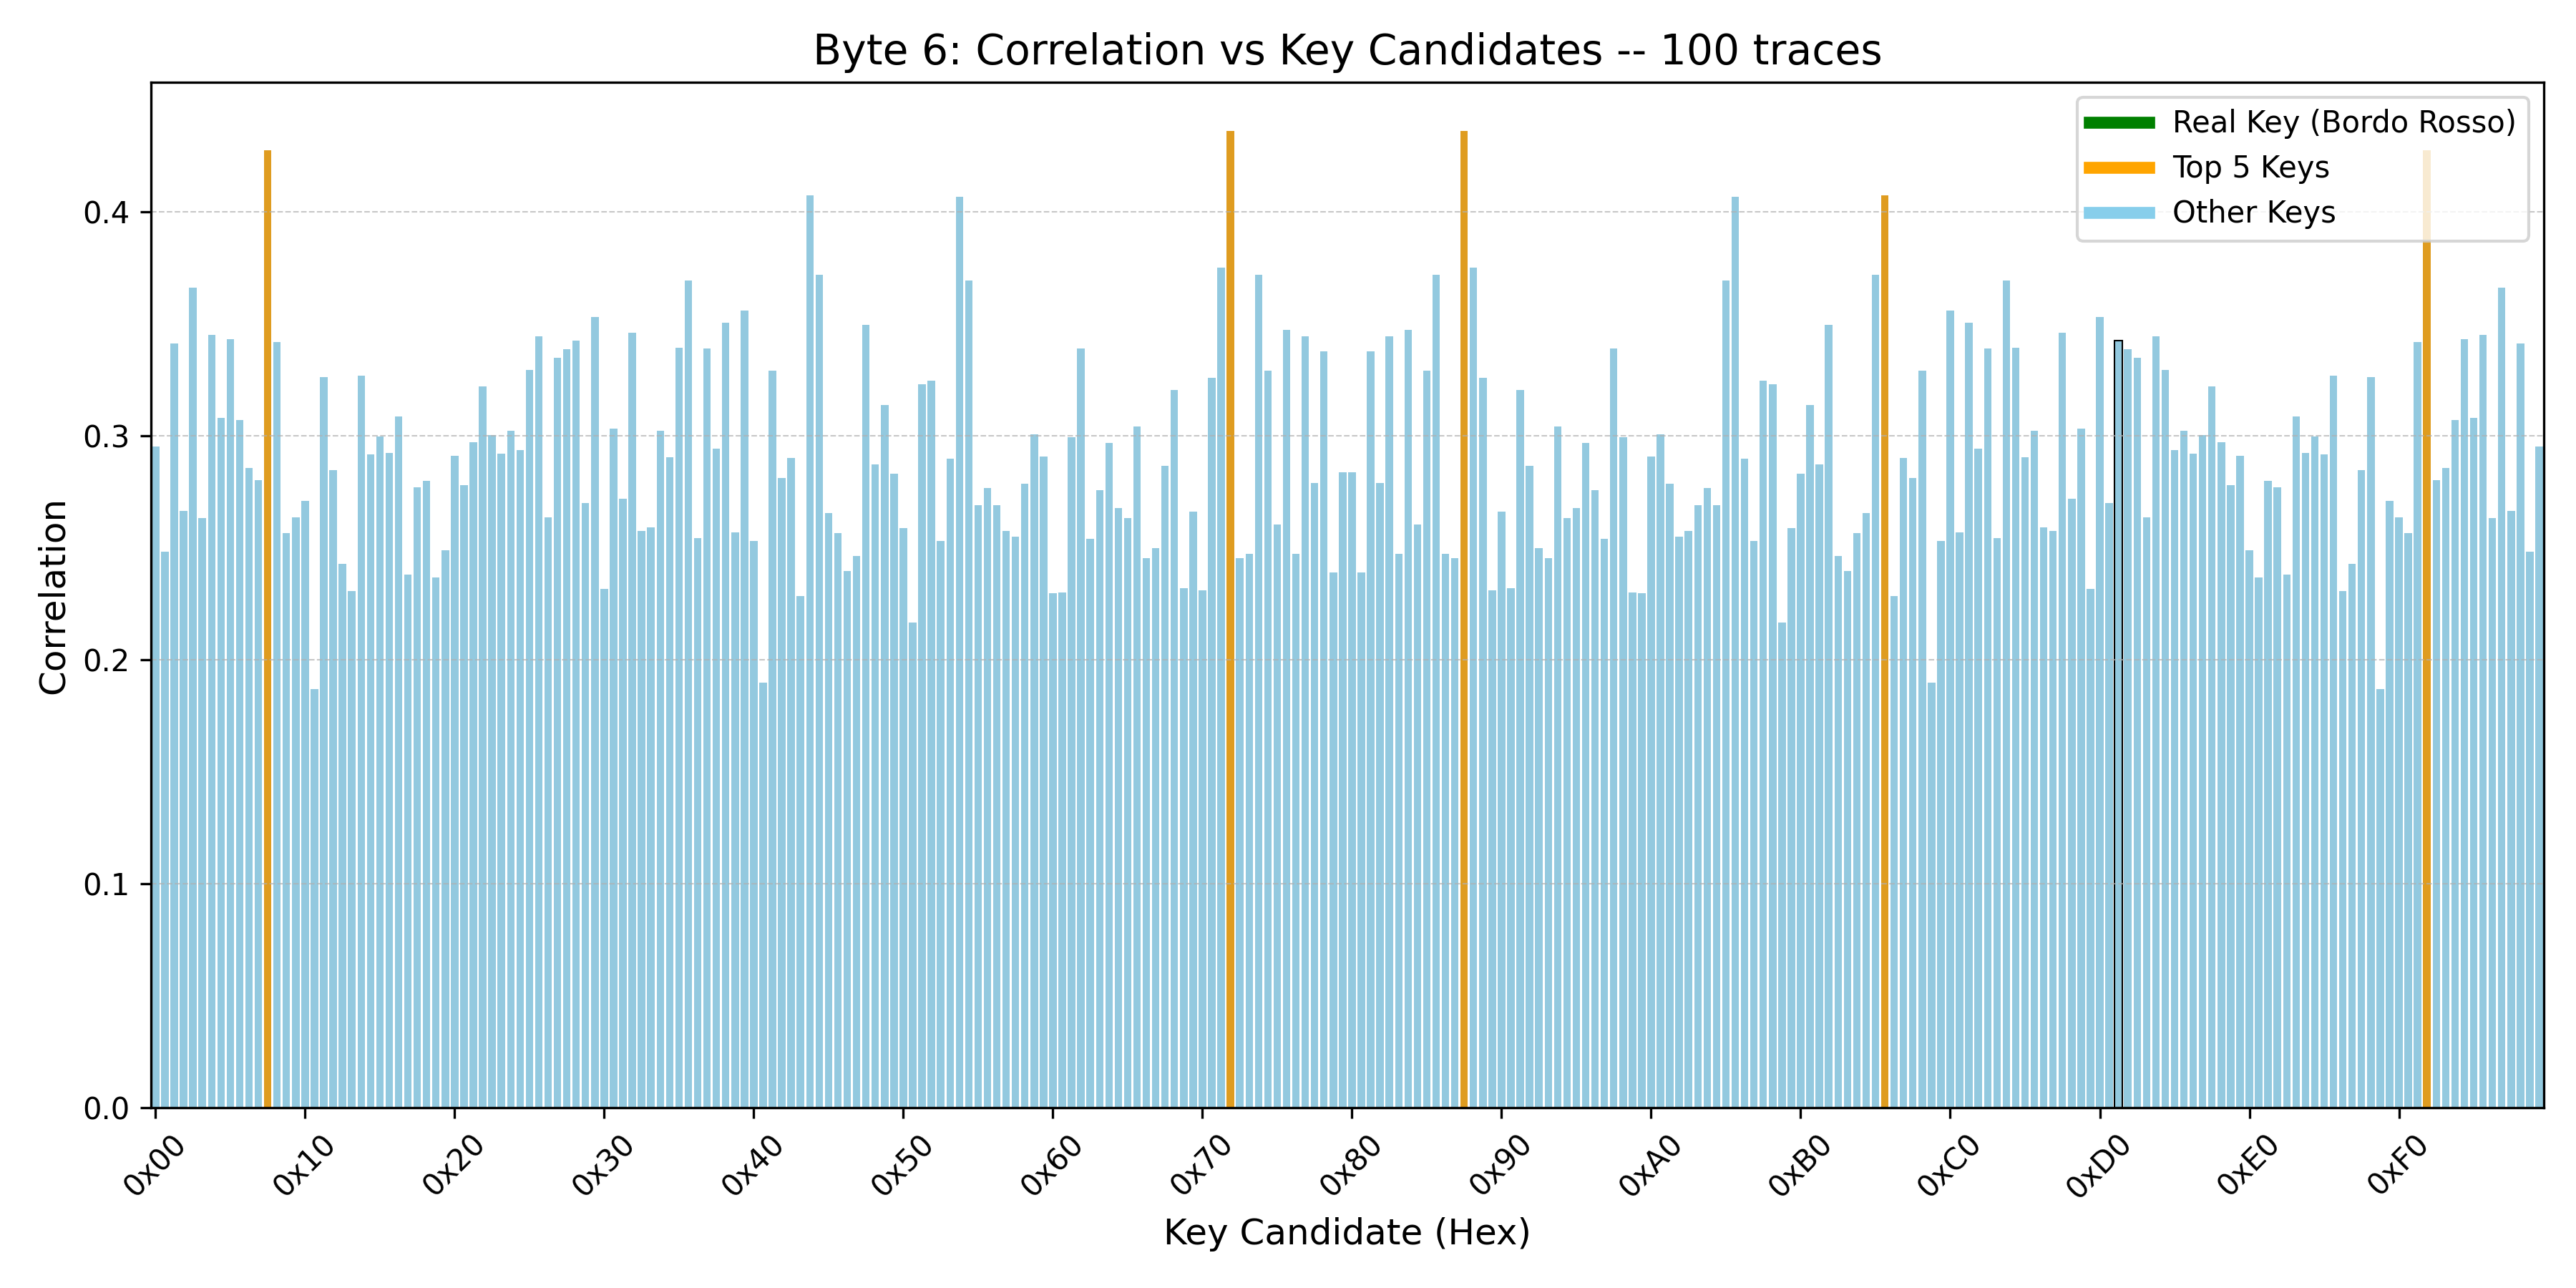 Byte 6: Correlation vs Key Candidates -- 100 traces
Real Key (Bordo Rosso)
Top 5 Keys
Other Keys
Correlation
0.4
0.3
0.2
0.1
0.0
0x00 0x10 0x20 0x30 0x40 0x50 0x60 0x70 0x80 0x90 0xA0 0xB0 0xC0 0xD0 0xE0 0xF0
Key Candidate (Hex)